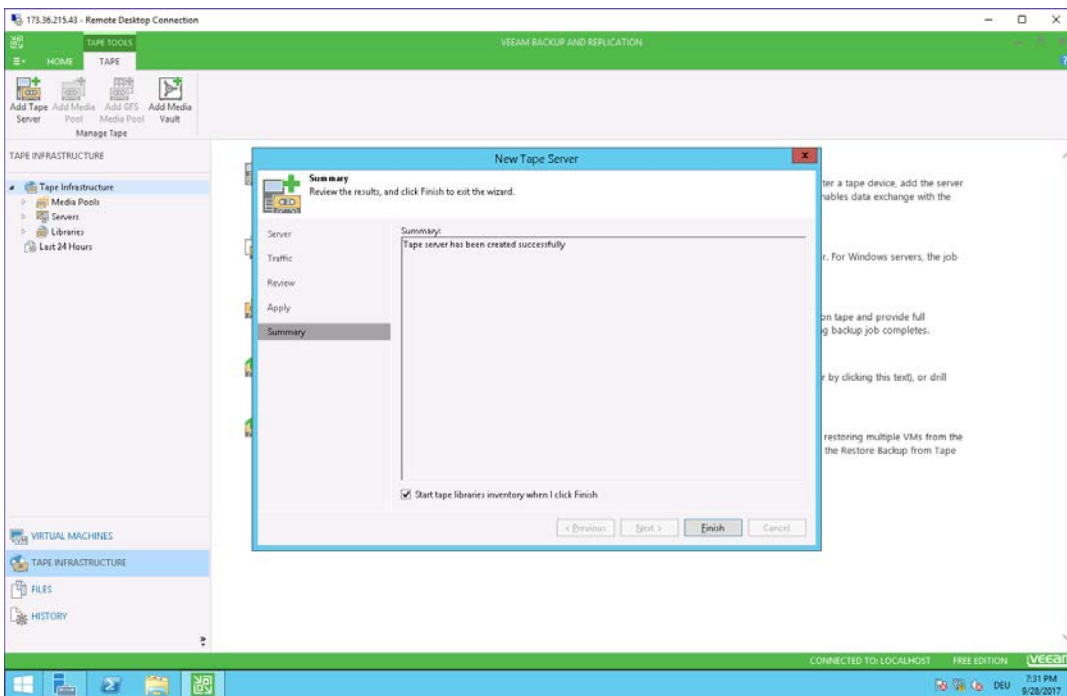 173.36.215.43 - Remote Desktop Connection
TAPE TOOLS
VEEAM BACKUP AND REPLICATION
HOME
TAPE
Add Tape Server
Add Media Pool
Add GFS Media Pool
Add Media Vault
Manage Tape
TAPE INFRASTRUCTURE
Tape Infrastructure
Media Pools
Servers
Libraries
Last 24 Hours
New Tape Server
Summary
Review the results, and click Finish to exit the wizard.
Server
Traffic
Review
Apply
Summary
Summary:
Tape server has been created successfully
Start tape libraries inventory when I click Finish
< Previous
Next >
Finish
Cancel
ter a tape device, add the server
nables data exchange with the
r. For Windows servers, the job
on tape and provide full
g backup job completes.
r by clicking this text), or drill
restoring multiple VMs from the
the Restore Backup from Tape
VIRTUAL MACHINES
TAPE INFRASTRUCTURE
FILES
HISTORY
CONNECTED TO: LOCALHOST
FREE EDITION
veeam
DEU
7:31 PM
9/28/2017